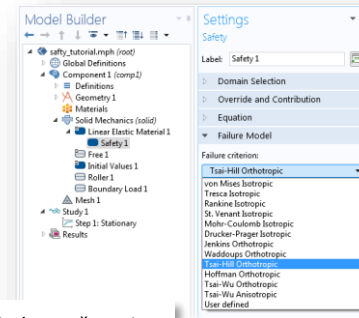 Model Builder
safty_tutorial.mph (root)
Global Definitions
Component 1 (comp1)
Definitions
Geometry 1
Materials
Solid Mechanics (solid)
Linear Elastic Material 1
Safety 1
Free 1
Initial Values 1
Roller 1
Boundary Load 1
Mesh 1
Study 1
Step 1: Stationary
Results
Settings
Safety
Label: Safety 1
Domain Selection
Override and Contribution
Equation
Failure Model
Failure criterion:
Tsai-Hill Orthotropic
von Mises Isotropic
Tresca Isotropic
Rankine Isotropic
St. Venant Isotropic
Mohr-Coulomb Isotropic
Drucker-Prager Isotropic
Jenkins Orthotropic
Waddoups Orthotropic
Tsai-Hill Orthotropic
Hoffman Orthotropic
Tsai-Wu Orthotropic
Tsai-Wu Anisotropic
User defined